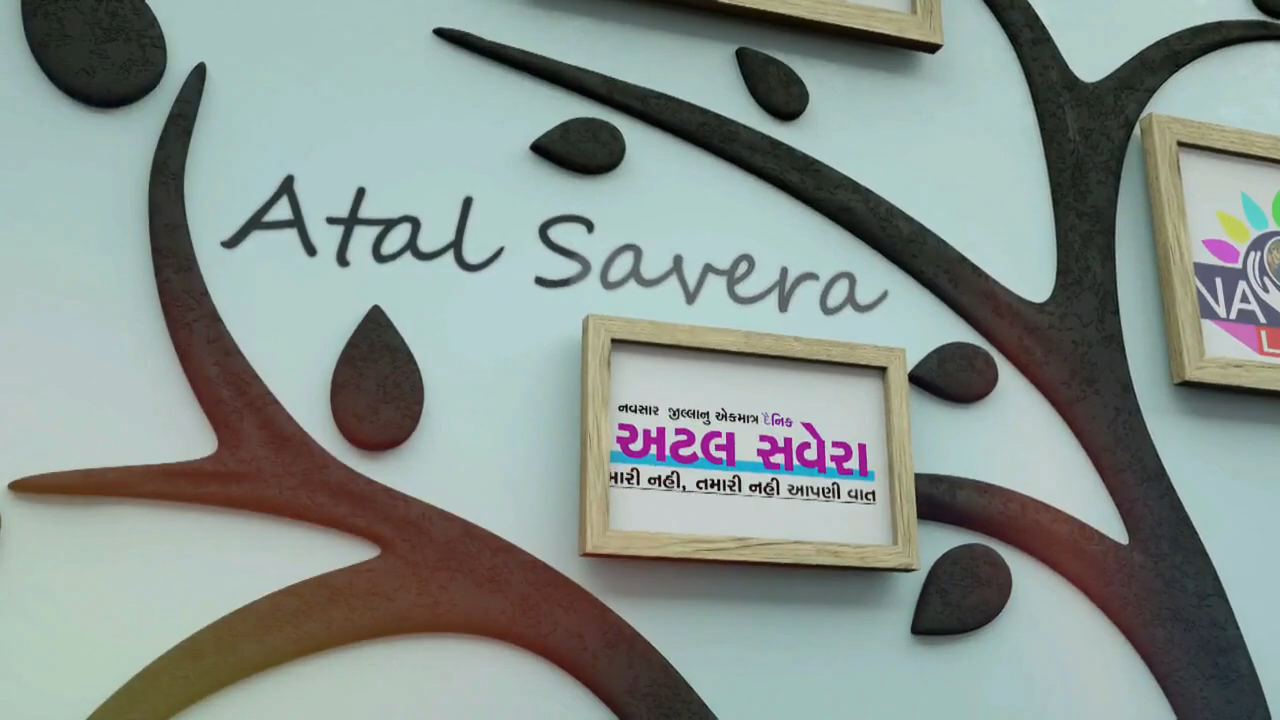 Atal Savera
નવસાર જીલ્લાનુ એકમાત્ર દૈનિક
અટલ સવેરા
મારી નહી, તમારી નહી આપણી વાત